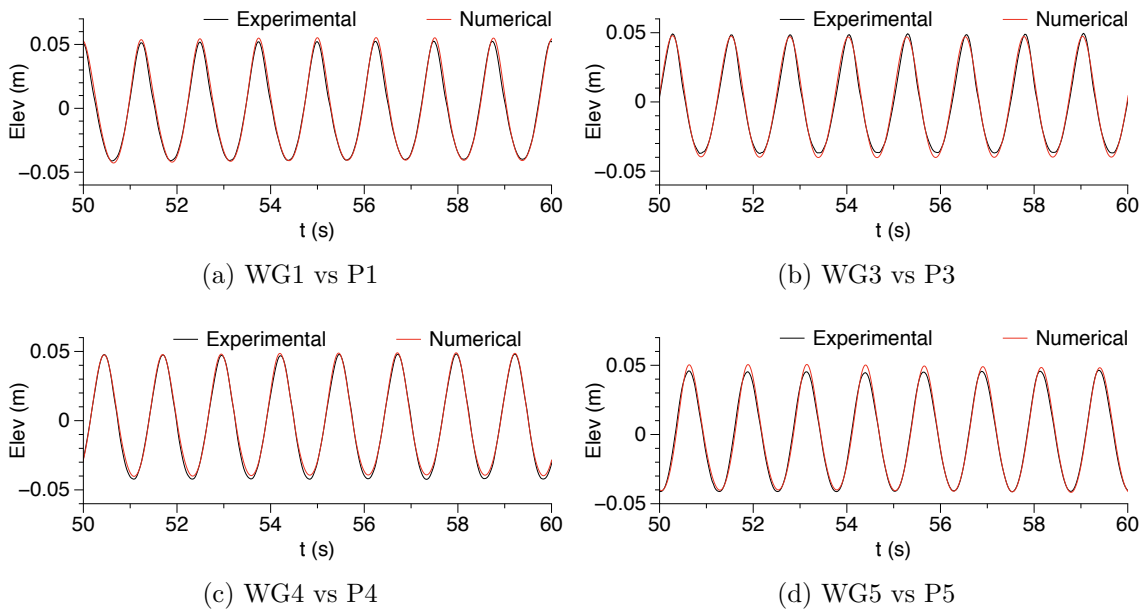 Experimental Numerical
0.05
0
−0.05
Elev (m)
50 52 54 56 58 60
t (s)
(a) WG1 vs P1
Experimental Numerical
0.05
0
−0.05
Elev (m)
50 52 54 56 58 60
t (s)
(b) WG3 vs P3
Experimental Numerical
0.05
0
−0.05
Elev (m)
50 52 54 56 58 60
t (s)
(c) WG4 vs P4
Experimental Numerical
0.05
0
−0.05
Elev (m)
50 52 54 56 58 60
t (s)
(d) WG5 vs P5